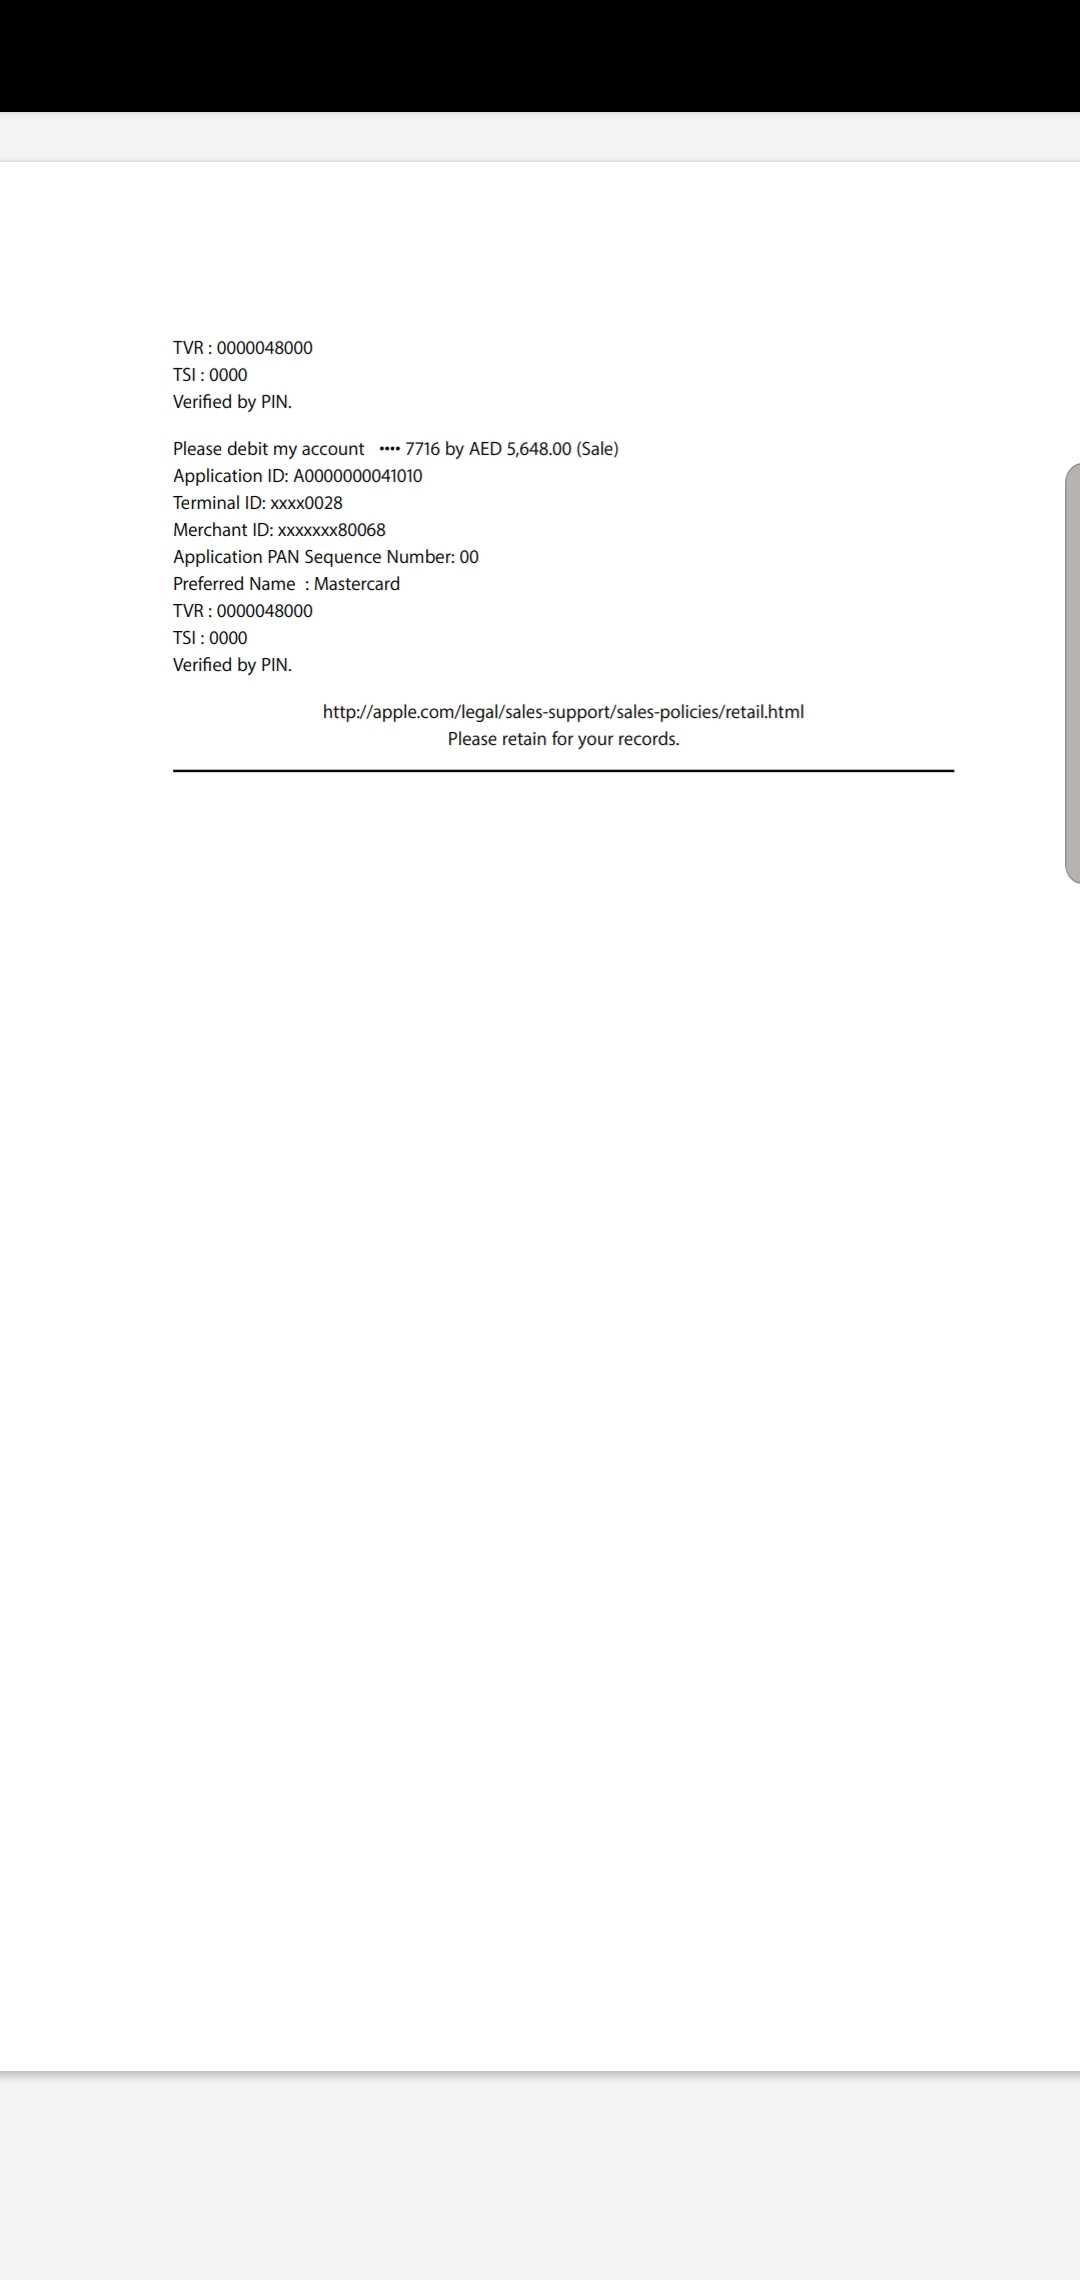 TVR : 0000048000
TSI : 0000
Verified by PIN.
Please debit my account •••• 7716 by AED 5,648.00 (Sale)
Application ID: A0000000041010
Terminal ID: xxxx0028
Merchant ID: xxxxxxx80068
Application PAN Sequence Number: 00
Preferred Name : Mastercard
TVR : 0000048000
TSI : 0000
Verified by PIN.
http://apple.com/legal/sales-support/sales-policies/retail.html
Please retain for your records.